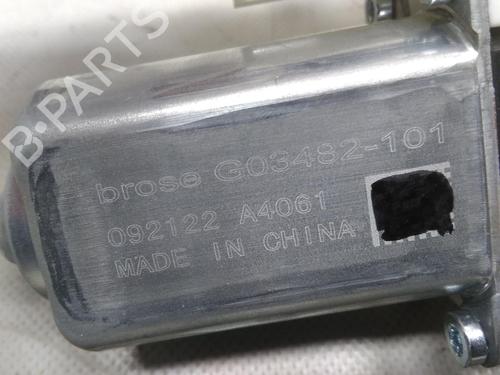 B-PARTS
brose G03482-101
092122 A4061
MADE IN CHINA